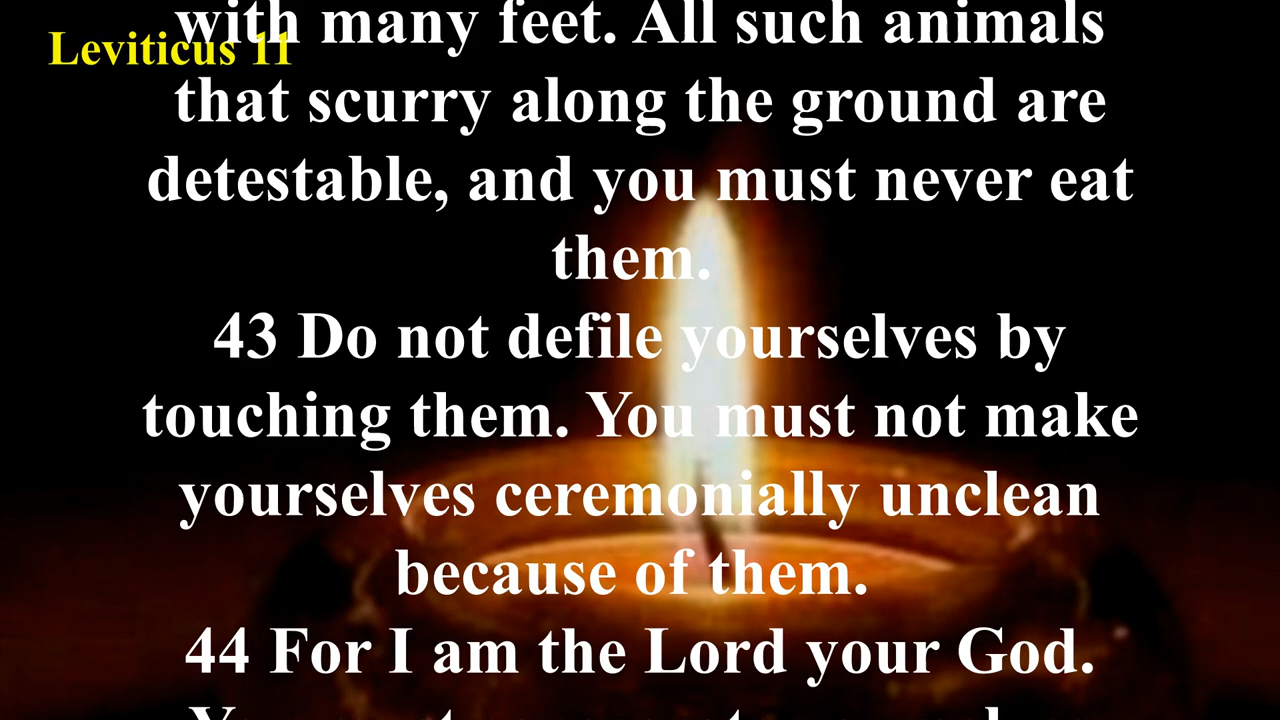 Leviticus 11
with many feet. All such animals
that scurry along the ground are
detestable, and you must never eat
them.
43 Do not defile yourselves by
touching them. You must not make
yourselves ceremonially unclean
because of them.
44 For I am the Lord your God.